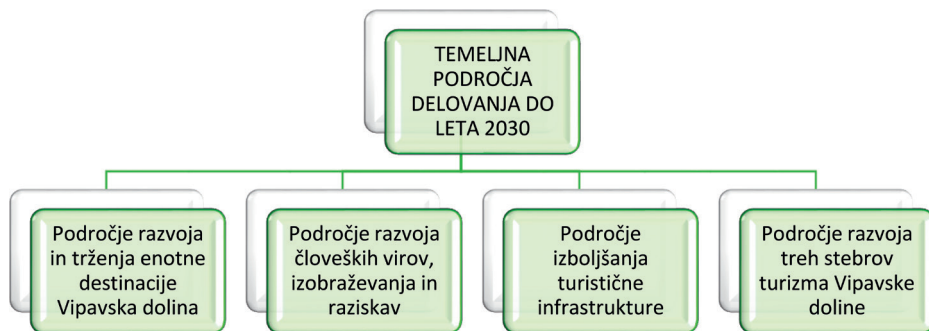 TEMELJNA
PODROČJA
DELOVANJA DO
LETA 2030
Področje razvoja
in trženja enotne
destinacije
Vipavska dolina
Področje razvoja
človeških virov,
izobraževanja in
raziskav
Področje
izboljšanja
turistične
infrastrukture
Področje razvoja
treh stebrov
turizma Vipavske
doline